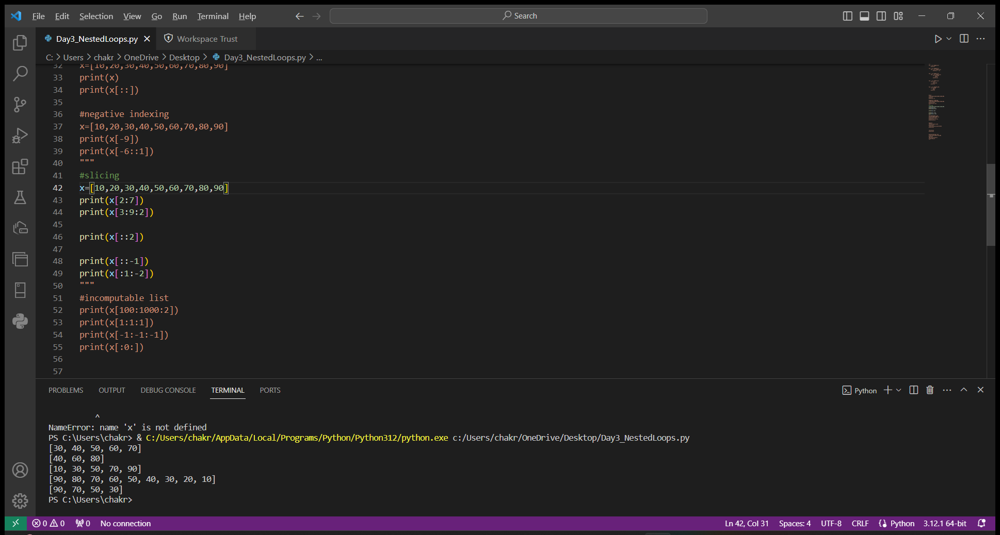 File Edit Selection View Go Run Terminal Help
Search
Day3_NestedLoops.py
Workspace Trust
C: > Users > chakr > OneDrive > Desktop > Day3_NestedLoops.py > ...
32 x=[10,20,30,40,50,60,70,80,90]
33 print(x)
34 print(x[::])
35
36 #negative indexing
37 x=[10,20,30,40,50,60,70,80,90]
38 print(x[-9])
39 print(x[-6::1])
40 """
41 #slicing
42 x=[10,20,30,40,50,60,70,80,90]
43 print(x[2:7])
44 print(x[3:9:2])
45
46 print(x[::2])
47
48 print(x[::-1])
49 print(x[:1:-2])
50 """
51 #incomputable list
52 print(x[100:1000:2])
53 print(x[1:1:1])
54 print(x[-1:-1:-1])
55 print(x[:0:])
56
57
PROBLEMS OUTPUT DEBUG CONSOLE TERMINAL PORTS
Python
^
NameError: name 'x' is not defined
PS C:\Users\chakr> & C:/Users/chakr/AppData/Local/Programs/Python/Python312/python.exe c:/Users/chakr/OneDrive/Desktop/Day3_NestedLoops.py
[30, 40, 50, 60, 70]
[40, 60, 80]
[10, 30, 50, 70, 90]
[90, 80, 70, 60, 50, 40, 30, 20, 10]
[90, 70, 50, 30]
PS C:\Users\chakr>
0 0 0 No connection
Ln 42, Col 31 Spaces: 4 UTF-8 CRLF Python 3.12.1 64-bit